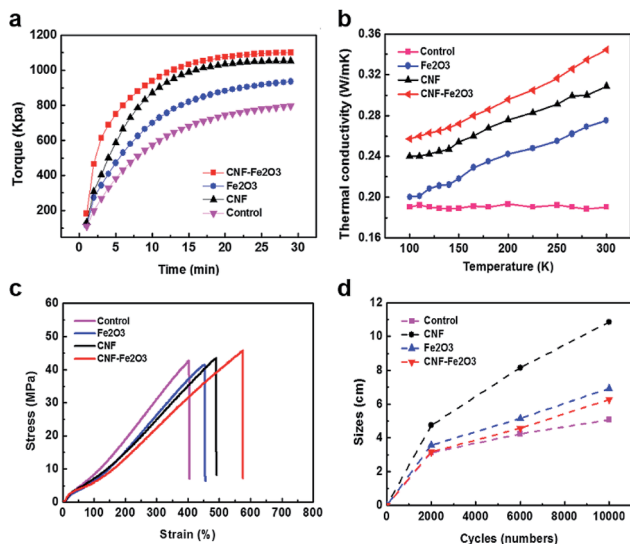 a
Torque (Kpa)
1200
1000
800
600
400
200
0
5
10
15
20
25
30
Time (min)
CNF-Fe2O3
Fe2O3
CNF
Control
b
Thermal conductivity (W/mK)
0.36
0.32
0.28
0.24
0.20
0.16
100
150
200
250
300
Temperature (K)
Control
Fe2O3
CNF
CNF-Fe2O3
c
Stress (MPa)
60
50
40
30
20
10
0
0
100
200
300
400
500
600
700
800
Strain (%)
Control
Fe2O3
CNF
CNF-Fe2O3
d
Sizes (cm)
12
10
8
6
4
2
0
0
2000
4000
6000
8000
10000
Cycles (numbers)
Control
CNF
Fe2O3
CNF-Fe2O3